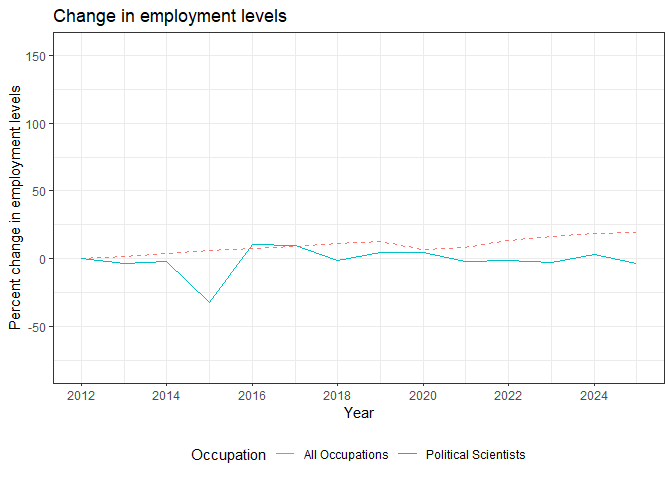 Change in employment levels
Percent change in employment levels
150
100
50
0
-50
2012 2014 2016 2018 2020 2022 2024
Year
Occupation All Occupations Political Scientists